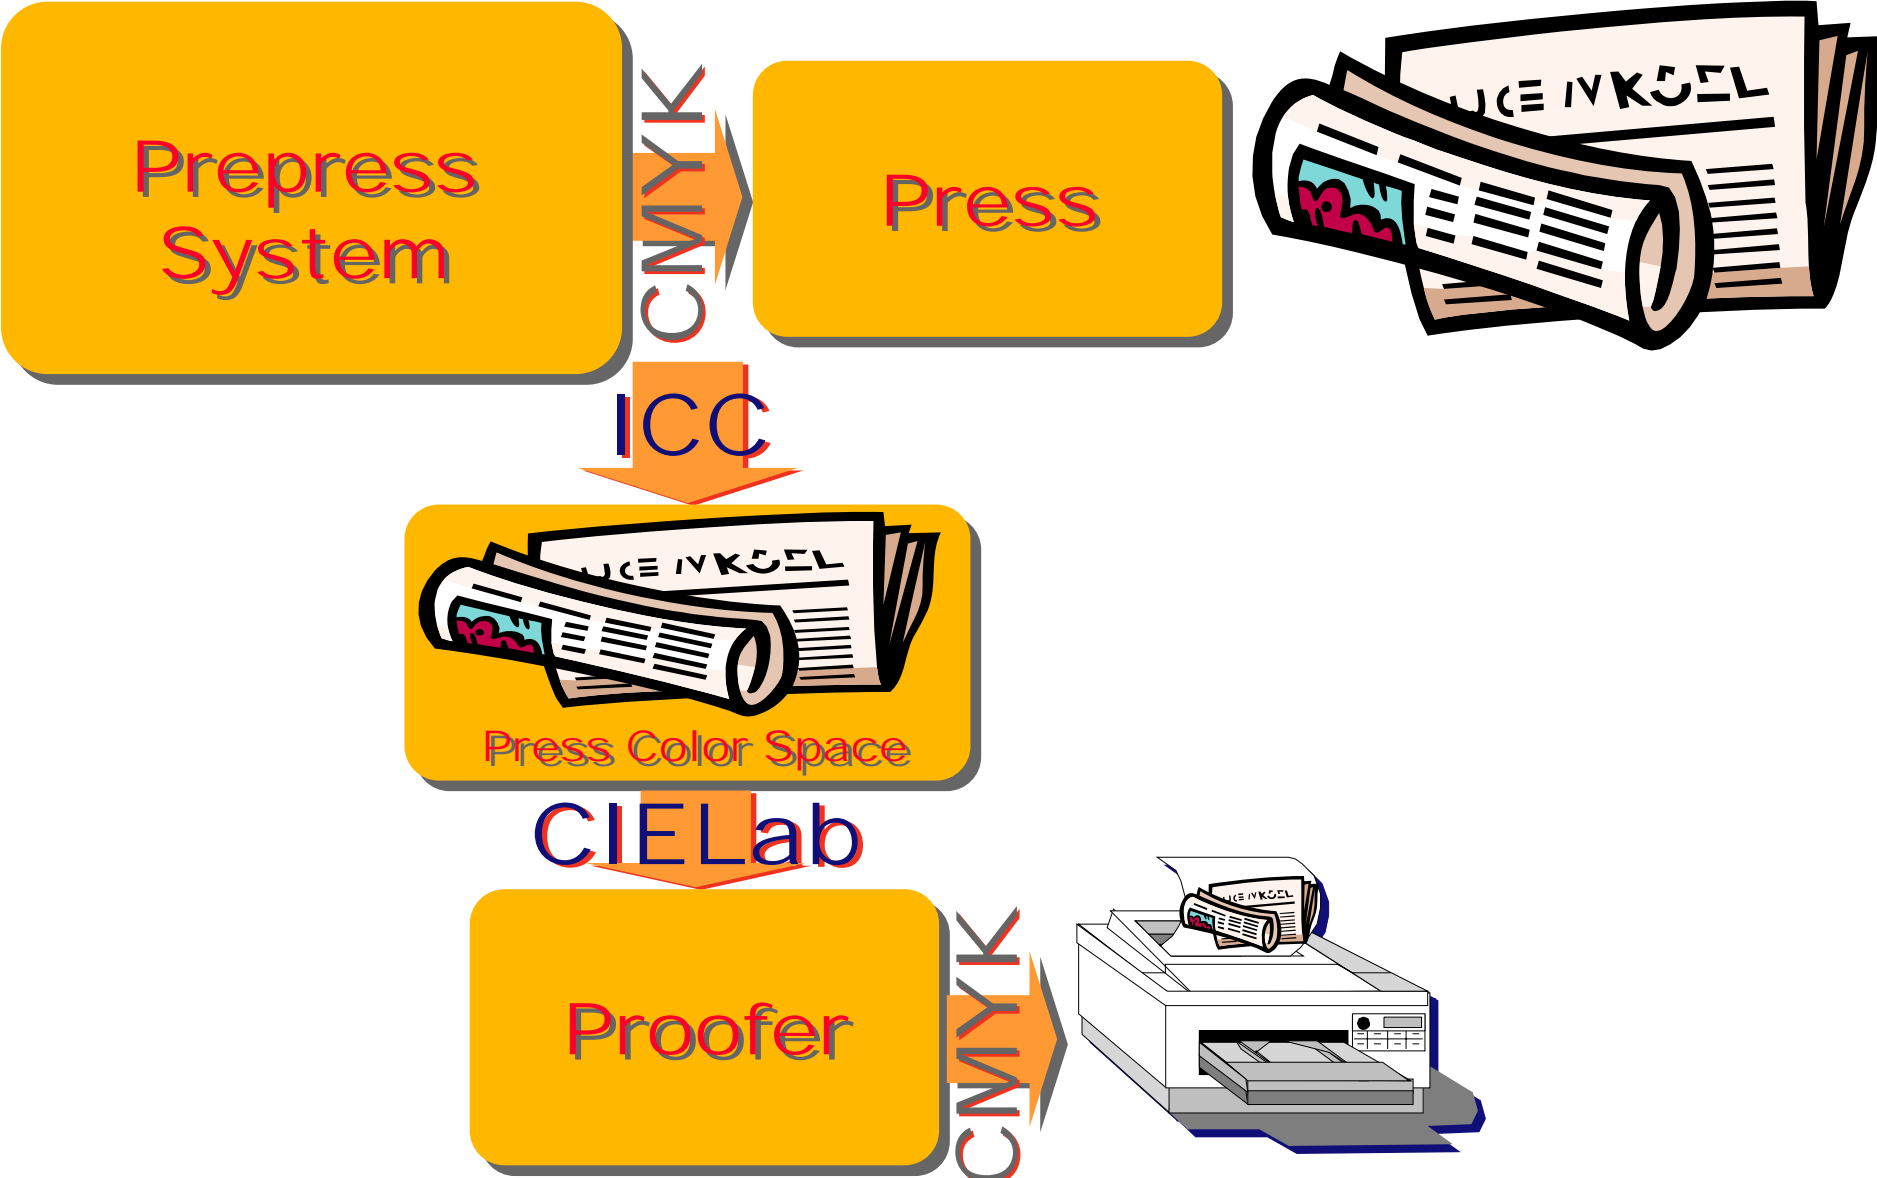 Prepress
System
CMYK
Press
ICC
Press Color Space
CIELab
Proofer
CMYK